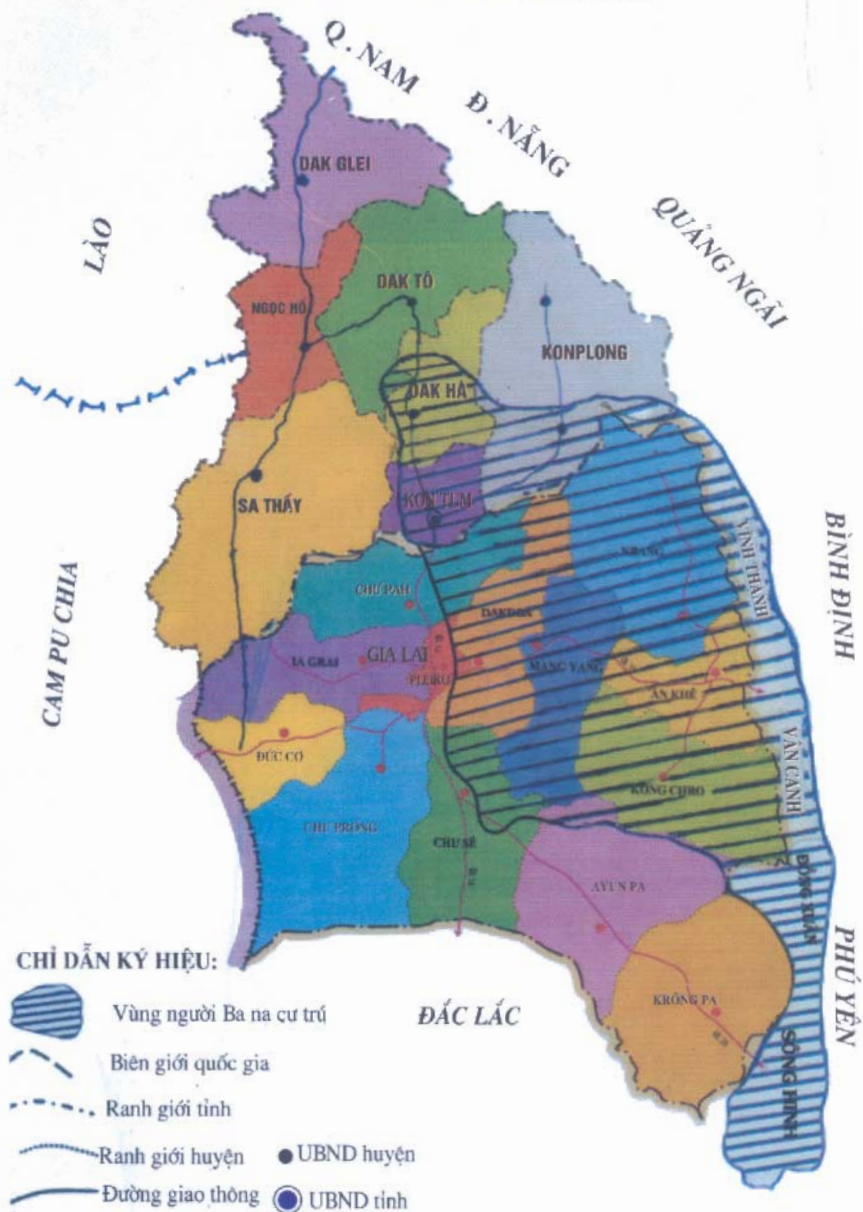 Q. NAM
Đ. NẴNG
DAK GLEI
QUẢNG NGÃI
LÀO
DAK TÔ
NGỌC HỒ
KONPLONG
DAK HÀ
SA THẦY
KON TLM
BÌNH ĐỊNH
VĨNH THẠNH
KBANG
CHƯ PAH
DAKDOA
CAM PU CHIA
IA GRAI
GIA LAI
MANG YANG
PLEIKU
AN KHÊ
ĐỨC CƠ
VÂN CANH
KÔNG CHRO
CHƯ PRÔNG
CHƯ SÊ
ĐỒNG XUÂN
AYUN PA
PHÚ YÊN
CHỈ DẪN KÝ HIỆU:
KRÔNG PA
ĐẮC LẮC
Vùng người Ba na cư trú
SÔNG HINH
Biên giới quốc gia
Ranh giới tỉnh
Ranh giới huyện
UBND huyện
Đường giao thông
UBND tỉnh